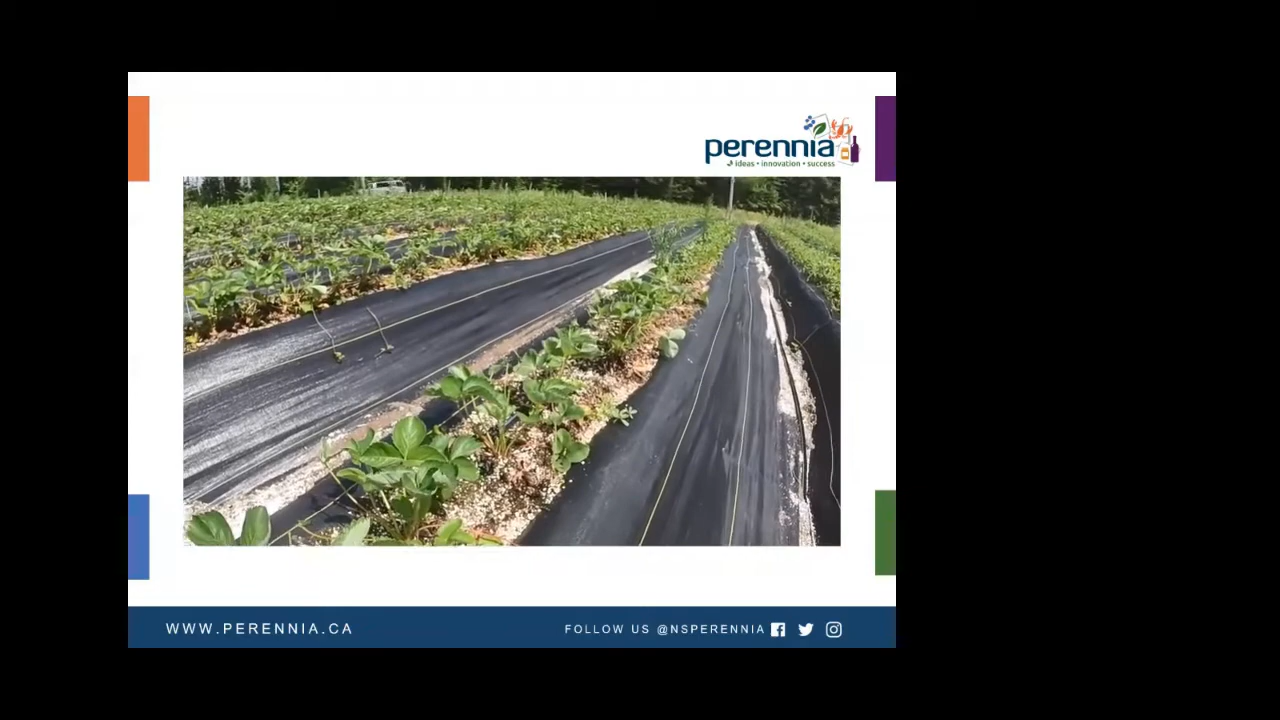 perennia
ideas • innovation • success
WWW.PERENNIA.CA
FOLLOW US @NSPERENNIA